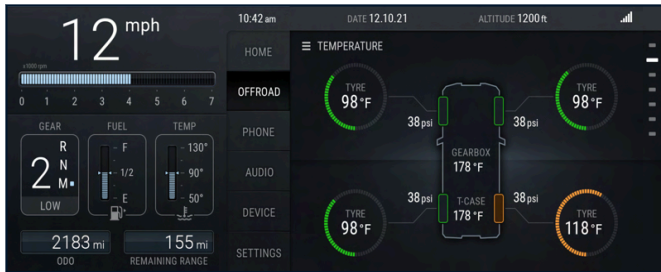 12 mph
x1000 rpm
0 1 2 3 4 5 6 7
GEAR
2
R
N
M
LOW
FUEL
F
1/2
E
TEMP
130°
90°
50°
2183 mi
ODO
155 mi
REMAINING RANGE
10:42 am
DATE 12.10.21
ALTITUDE 1200 ft
HOME
OFFROAD
PHONE
AUDIO
DEVICE
SETTINGS
TEMPERATURE
TYRE
98 °F
38 psi
38 psi
TYRE
98 °F
GEARBOX
178 °F
T-CASE
178 °F
TYRE
98 °F
38 psi
38 psi
TYRE
118 °F